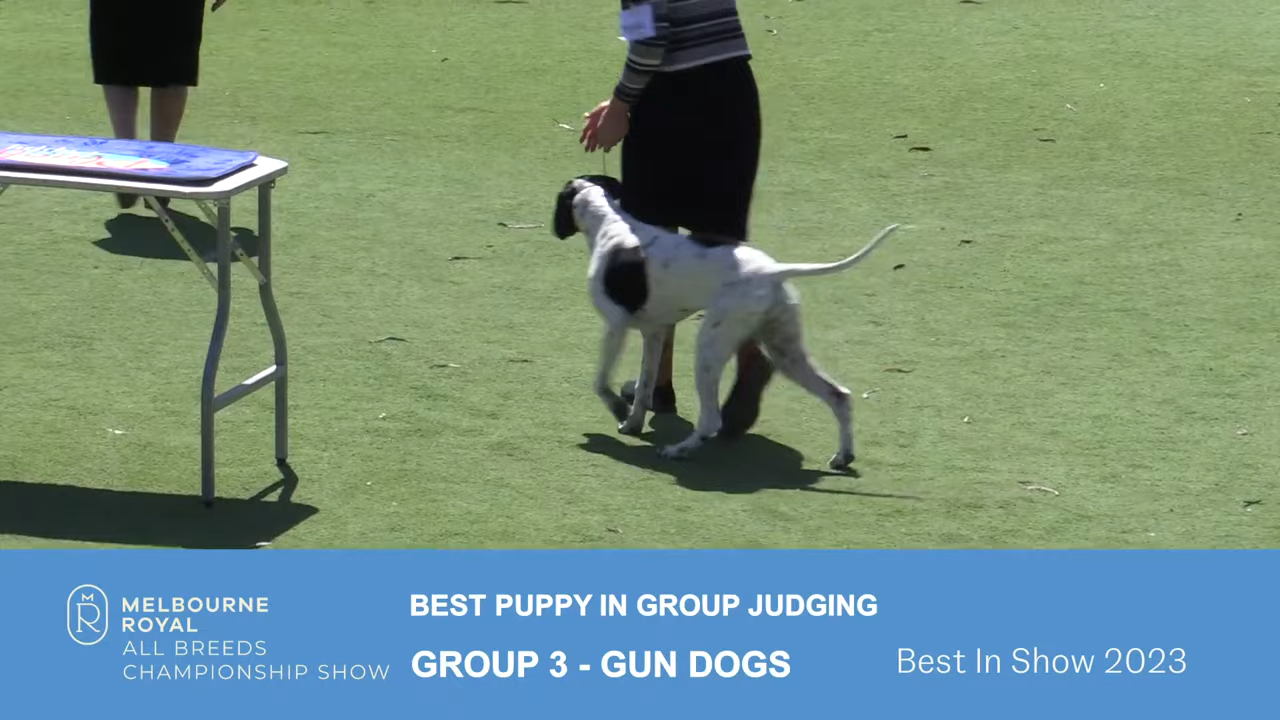 MELBOURNE
ROYAL
ALL BREEDS
CHAMPIONSHIP SHOW
BEST PUPPY IN GROUP JUDGING
GROUP 3 - GUN DOGS
Best In Show 2023